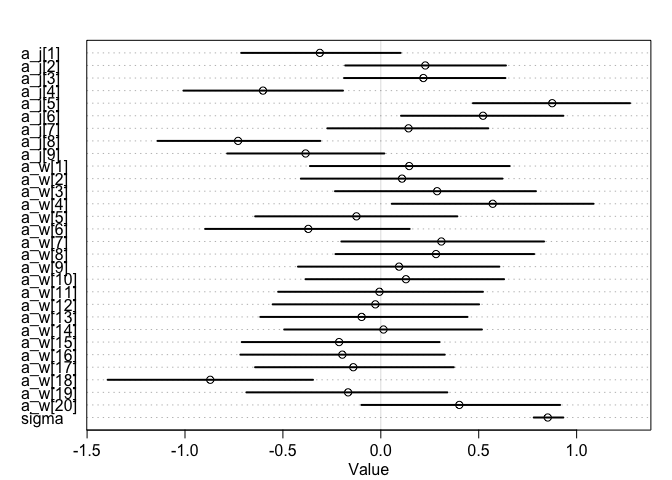 a_j[1]
a_j[2]
a_j[3]
a_j[4]
a_j[5]
a_j[6]
a_j[7]
a_j[8]
a_j[9]
a_w[1]
a_w[2]
a_w[3]
a_w[4]
a_w[5]
a_w[6]
a_w[7]
a_w[8]
a_w[9]
a_w[10]
a_w[11]
a_w[12]
a_w[13]
a_w[14]
a_w[15]
a_w[16]
a_w[17]
a_w[18]
a_w[19]
a_w[20]
sigma
-1.5 -1.0 -0.5 0.0 0.5 1.0
Value